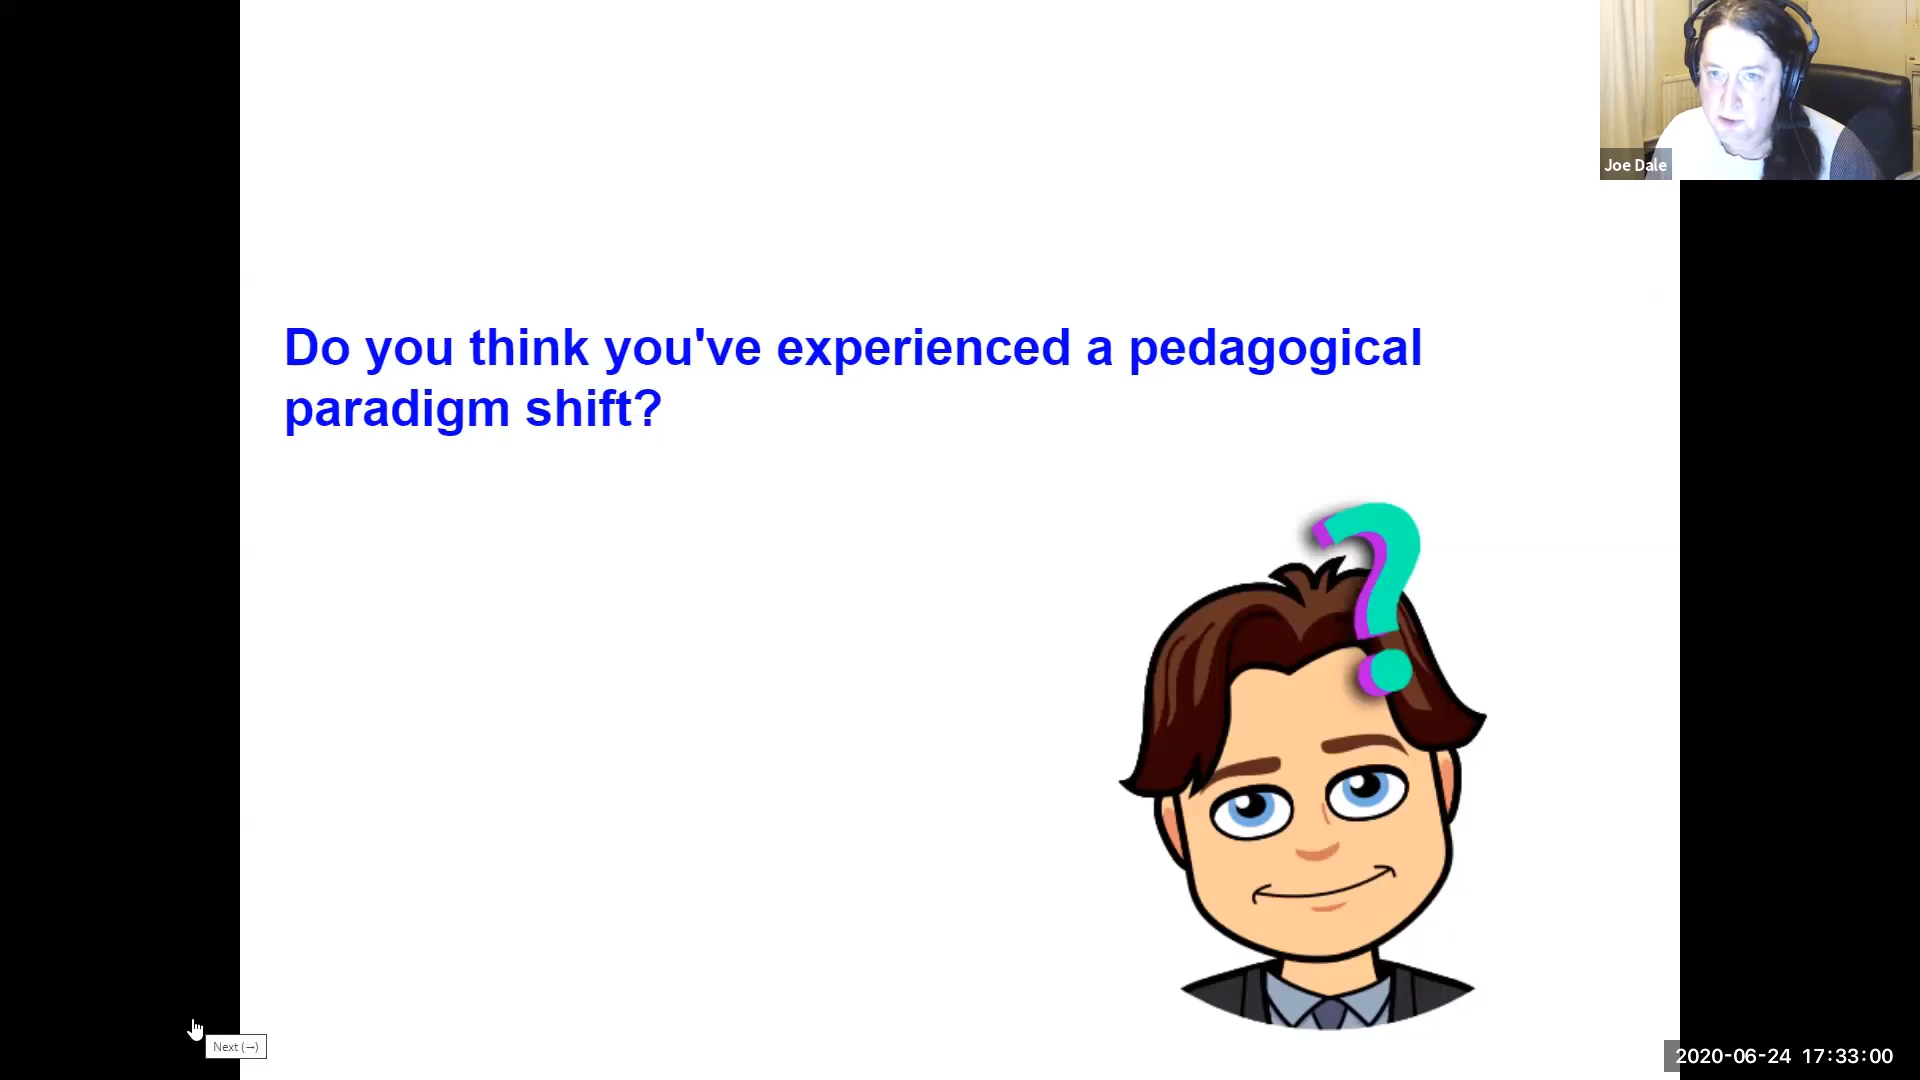 Joe Dale
Do you think you've experienced a pedagogical
paradigm shift?
?
Next (→)
2020-06-24 17:33:00